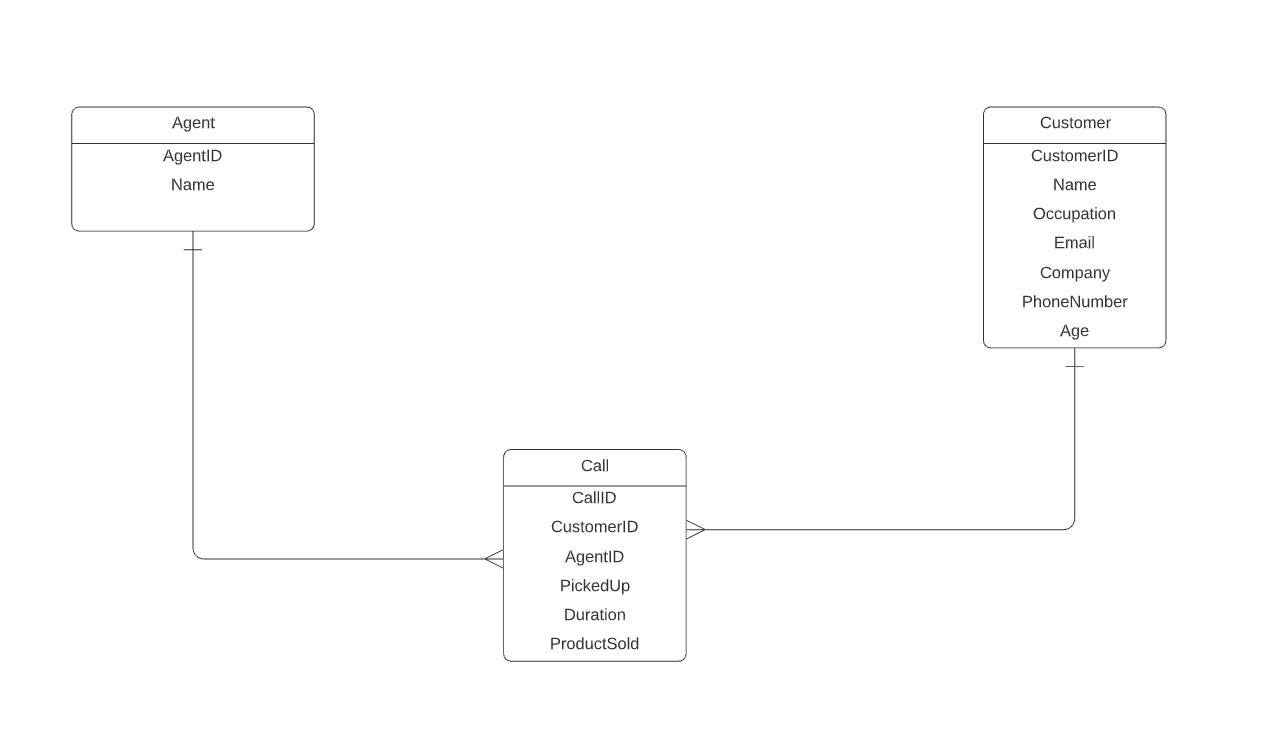 Agent
AgentID
Name
Customer
CustomerID
Name
Occupation
Email
Company
PhoneNumber
Age
Call
CallID
CustomerID
AgentID
PickedUp
Duration
ProductSold